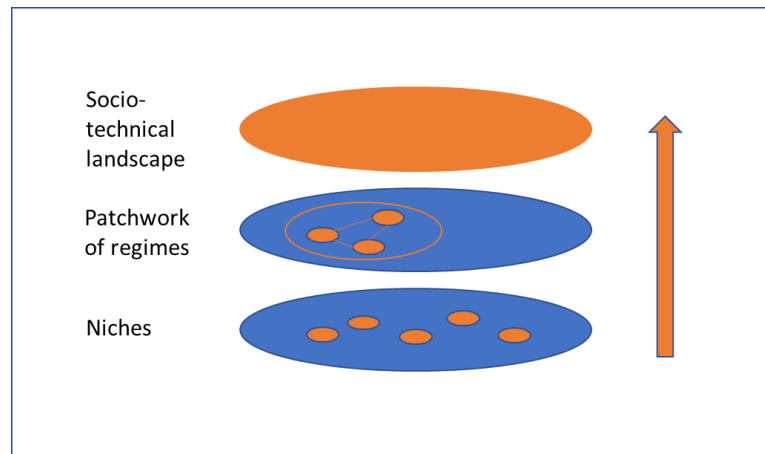 Socio-
technical
landscape
Patchwork
of regimes
Niches